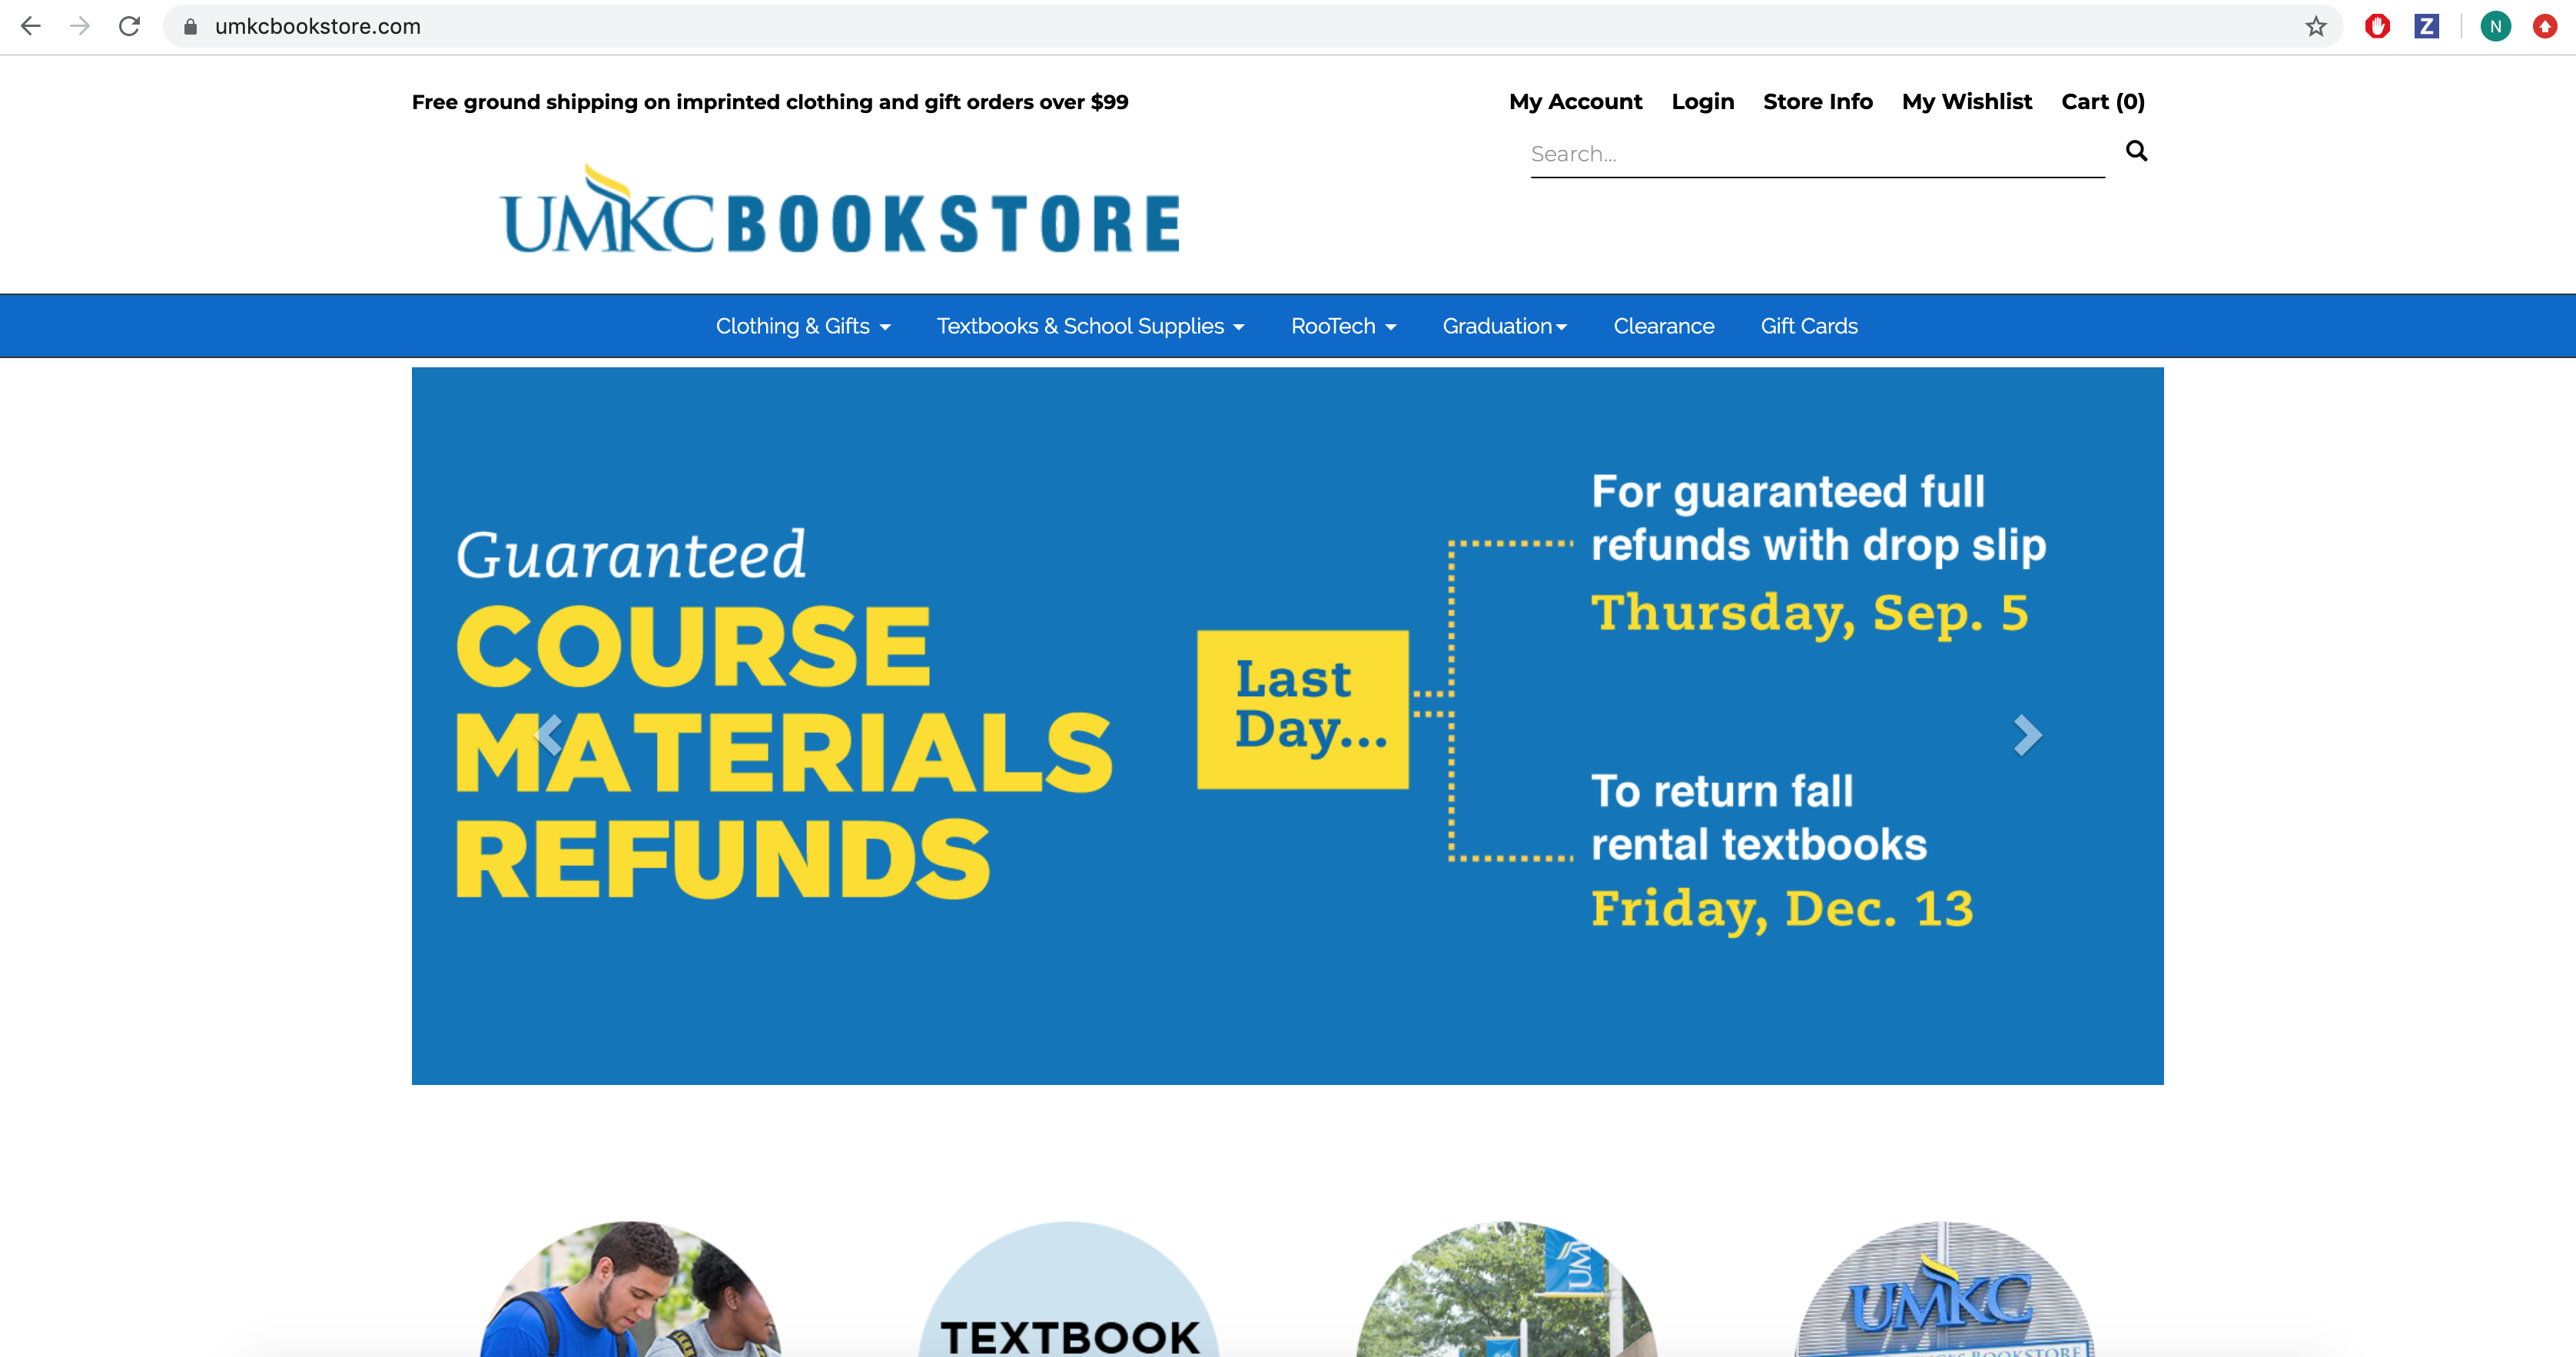 umkcbookstore.com
Z
N
Free ground shipping on imprinted clothing and gift orders over $99
My Account Login Store Info My Wishlist Cart (0)
Search...
UMKC BOOKSTORE
Clothing & Gifts Textbooks & School Supplies RooTech Graduation Clearance Gift Cards
Guaranteed
COURSE
MATERIALS
REFUNDS
Last
Day...
For guaranteed full
refunds with drop slip
Thursday, Sep. 5
To return fall
rental textbooks
Friday, Dec. 13
TEXTBOOK
UM
UMKC
BOOKSTORE